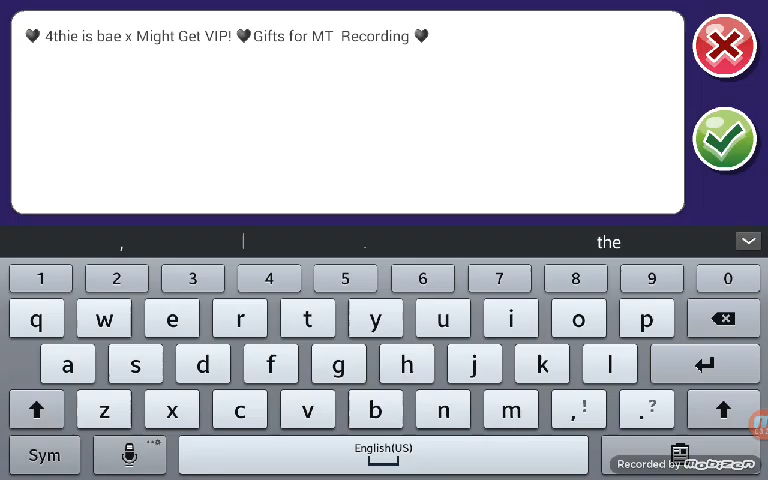 🖤 4thie is bae x Might Get VIP! 🖤Gifts for MT  Recording 🖤
, . the
1 2 3 4 5 6 7 8 9 0
q w e r t y u i o p
a s d f g h j k l
z x c v b n m ,! .?
Sym English(US)
Recorded by mobizen